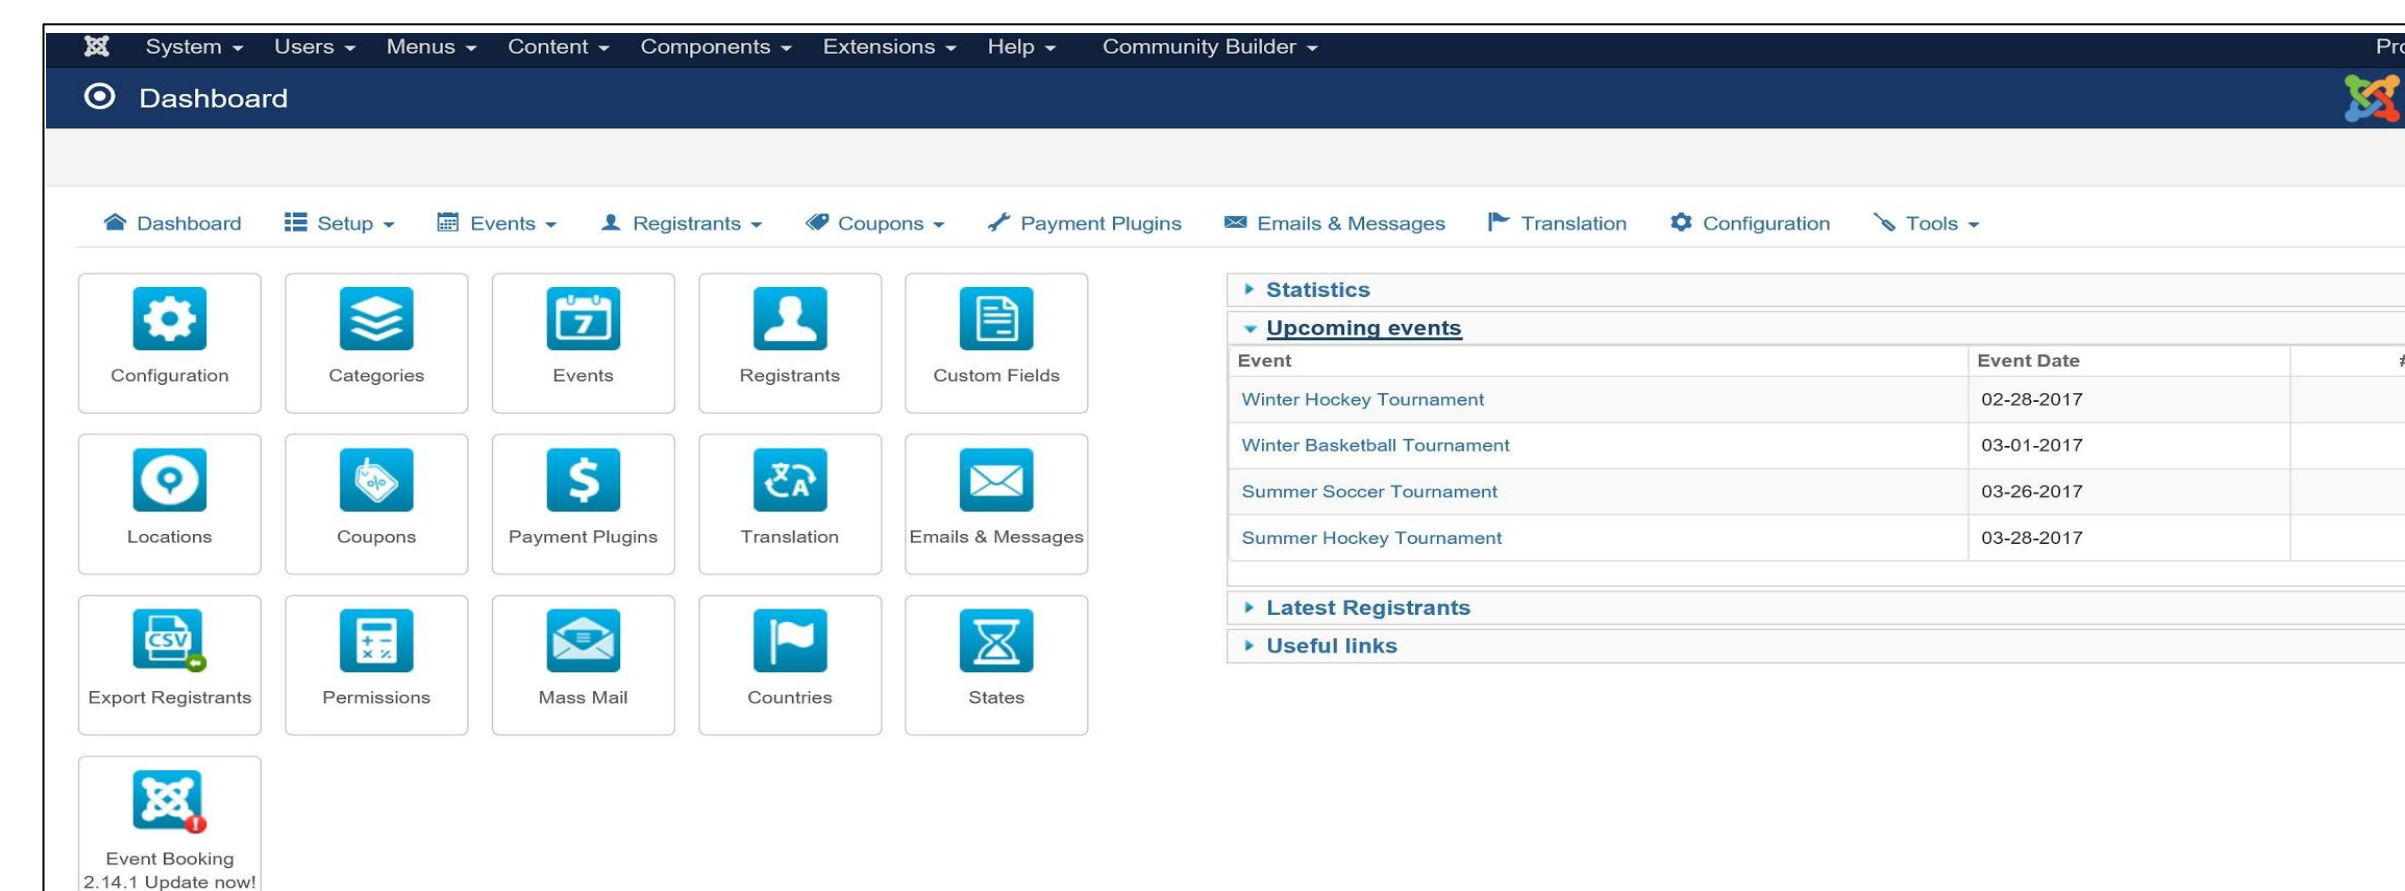 System Users Menus Content Components Extensions Help Community Builder
Dashboard
Dashboard Setup Events Registrants Coupons Payment Plugins Emails & Messages Translation Configuration Tools
Configuration Categories Events Registrants Custom Fields
Locations Coupons Payment Plugins Translation Emails & Messages
CSV
Export Registrants Permissions Mass Mail Countries States
Event Booking
2.14.1 Update now!
Statistics
Upcoming events
Event Event Date
Winter Hockey Tournament 02-28-2017
Winter Basketball Tournament 03-01-2017
Summer Soccer Tournament 03-26-2017
Summer Hockey Tournament 03-28-2017
Latest Registrants
Useful links